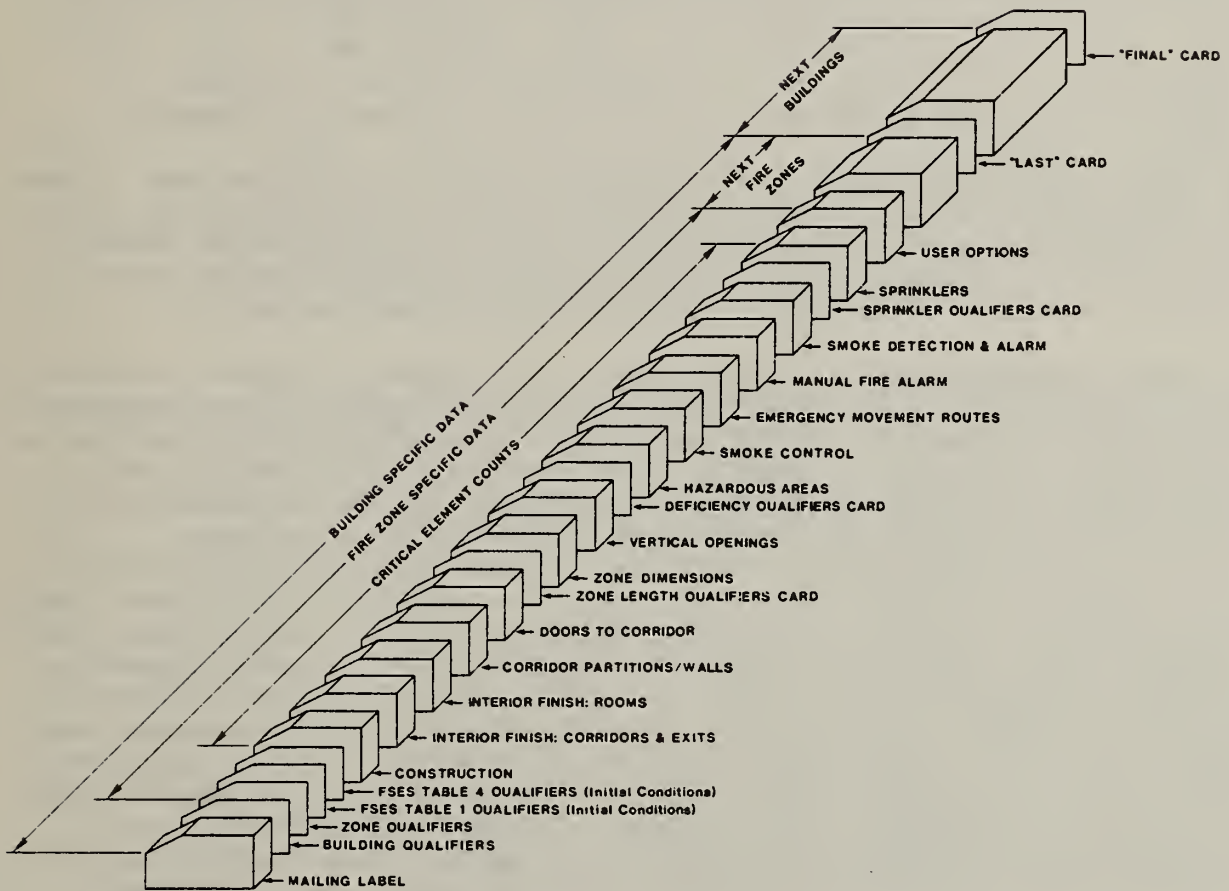 NEXT
BUILDINGS
"FINAL" CARD
NEXT
FIRE
ZONES
"LAST" CARD
USER OPTIONS
SPRINKLERS
SPRINKLER QUALIFIERS CARD
SMOKE DETECTION & ALARM
MANUAL FIRE ALARM
EMERGENCY MOVEMENT ROUTES
SMOKE CONTROL
HAZARDOUS AREAS
DEFICIENCY QUALIFIERS CARD
VERTICAL OPENINGS
ZONE DIMENSIONS
ZONE LENGTH QUALIFIERS CARD
DOORS TO CORRIDOR
CORRIDOR PARTITIONS/WALLS
INTERIOR FINISH: ROOMS
INTERIOR FINISH: CORRIDORS & EXITS
CONSTRUCTION
FSES TABLE 4 QUALIFIERS (Initial Conditions)
FSES TABLE 1 QUALIFIERS (Initial Conditions)
ZONE QUALIFIERS
BUILDING QUALIFIERS
MAILING LABEL
BUILDING SPECIFIC DATA
FIRE ZONE SPECIFIC DATA
CRITICAL ELEMENT COUNTS